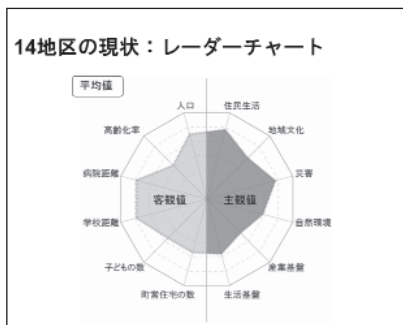 14地区の現状：レーダーチャート
平均値
人口
住民生活
高齢化率
地域文化
病院距離
災害
客観値
主観値
学校距離
自然環境
子どもの数
産業基盤
町営住宅の数
生活基盤